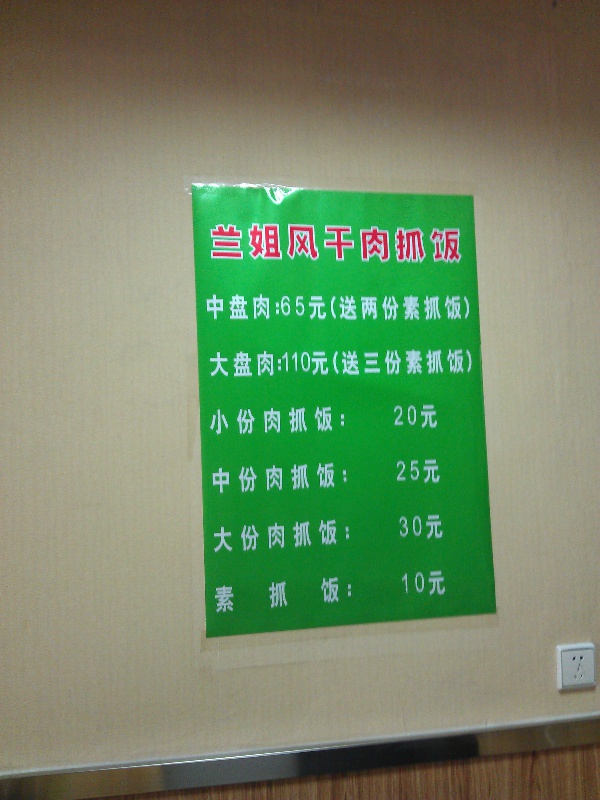 兰姐风干肉抓饭
中盘肉:65元(送两份素抓饭)
大盘肉:110元(送三份素抓饭)
小份肉抓饭: 20元
中份肉抓饭: 25元
大份肉抓饭: 30元
素抓饭: 10元